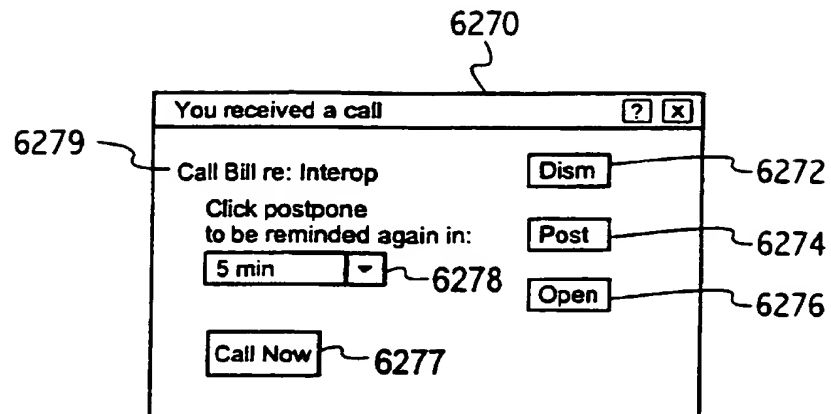 6270
You received a call ? x
6279
Call Bill re: Interop
Dism
6272
Click postpone
to be reminded again in:
Post
6274
5 min
6278
Open
6276
Call Now
6277